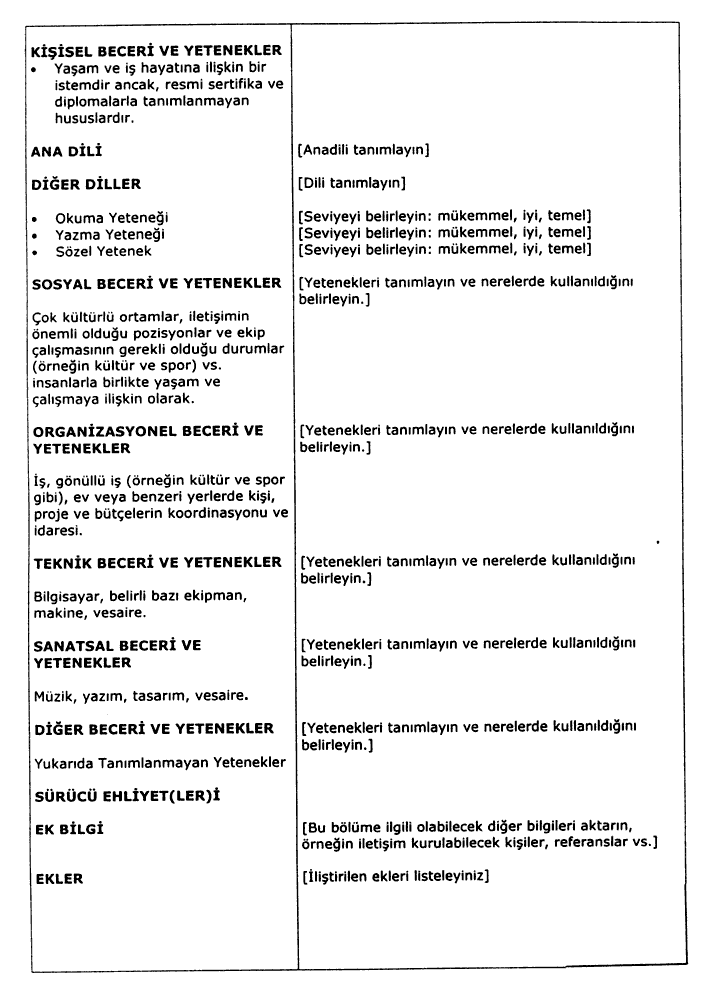 KİŞİSEL BECERİ VE YETENEKLER
• Yaşam ve iş hayatına ilişkin bir
istemdir ancak, resmi sertifika ve
diplomalarla tanımlanmayan
hususlardır.
ANA DİLİ
[Anadili tanımlayın]
DİĞER DİLLER
[Dili tanımlayın]
• Okuma Yeteneği
[Seviyeyi belirleyin: mükemmel, iyi, temel]
• Yazma Yeteneği
[Seviyeyi belirleyin: mükemmel, iyi, temel]
• Sözel Yetenek
[Seviyeyi belirleyin: mükemmel, iyi, temel]
SOSYAL BECERİ VE YETENEKLER
[Yetenekleri tanımlayın ve nerelerde kullanıldığını
belirleyin.]
Çok kültürlü ortamlar, iletişimin
önemli olduğu pozisyonlar ve ekip
çalışmasının gerekli olduğu durumlar
(örneğin kültür ve spor) vs.
insanlarla birlikte yaşam ve
çalışmaya ilişkin olarak.
ORGANİZASYONEL BECERİ VE
YETENEKLER
[Yetenekleri tanımlayın ve nerelerde kullanıldığını
belirleyin.]
İş, gönüllü iş (örneğin kültür ve spor
gibi), ev veya benzeri yerlerde kişi,
proje ve bütçelerin koordinasyonu ve
idaresi.
TEKNİK BECERİ VE YETENEKLER
[Yetenekleri tanımlayın ve nerelerde kullanıldığını
belirleyin.]
Bilgisayar, belirli bazı ekipman,
makine, vesaire.
SANATSAL BECERİ VE
YETENEKLER
[Yetenekleri tanımlayın ve nerelerde kullanıldığını
belirleyin.]
Müzik, yazım, tasarım, vesaire.
DİĞER BECERİ VE YETENEKLER
[Yetenekleri tanımlayın ve nerelerde kullanıldığını
belirleyin.]
Yukarıda Tanımlanmayan Yetenekler
SÜRÜCÜ EHLİYET(LER)İ
EK BİLGİ
[Bu bölüme ilgili olabilecek diğer bilgileri aktarın,
örneğin iletişim kurulabilecek kişiler, referanslar vs.]
EKLER
[İliştirilen ekleri listeleyiniz]